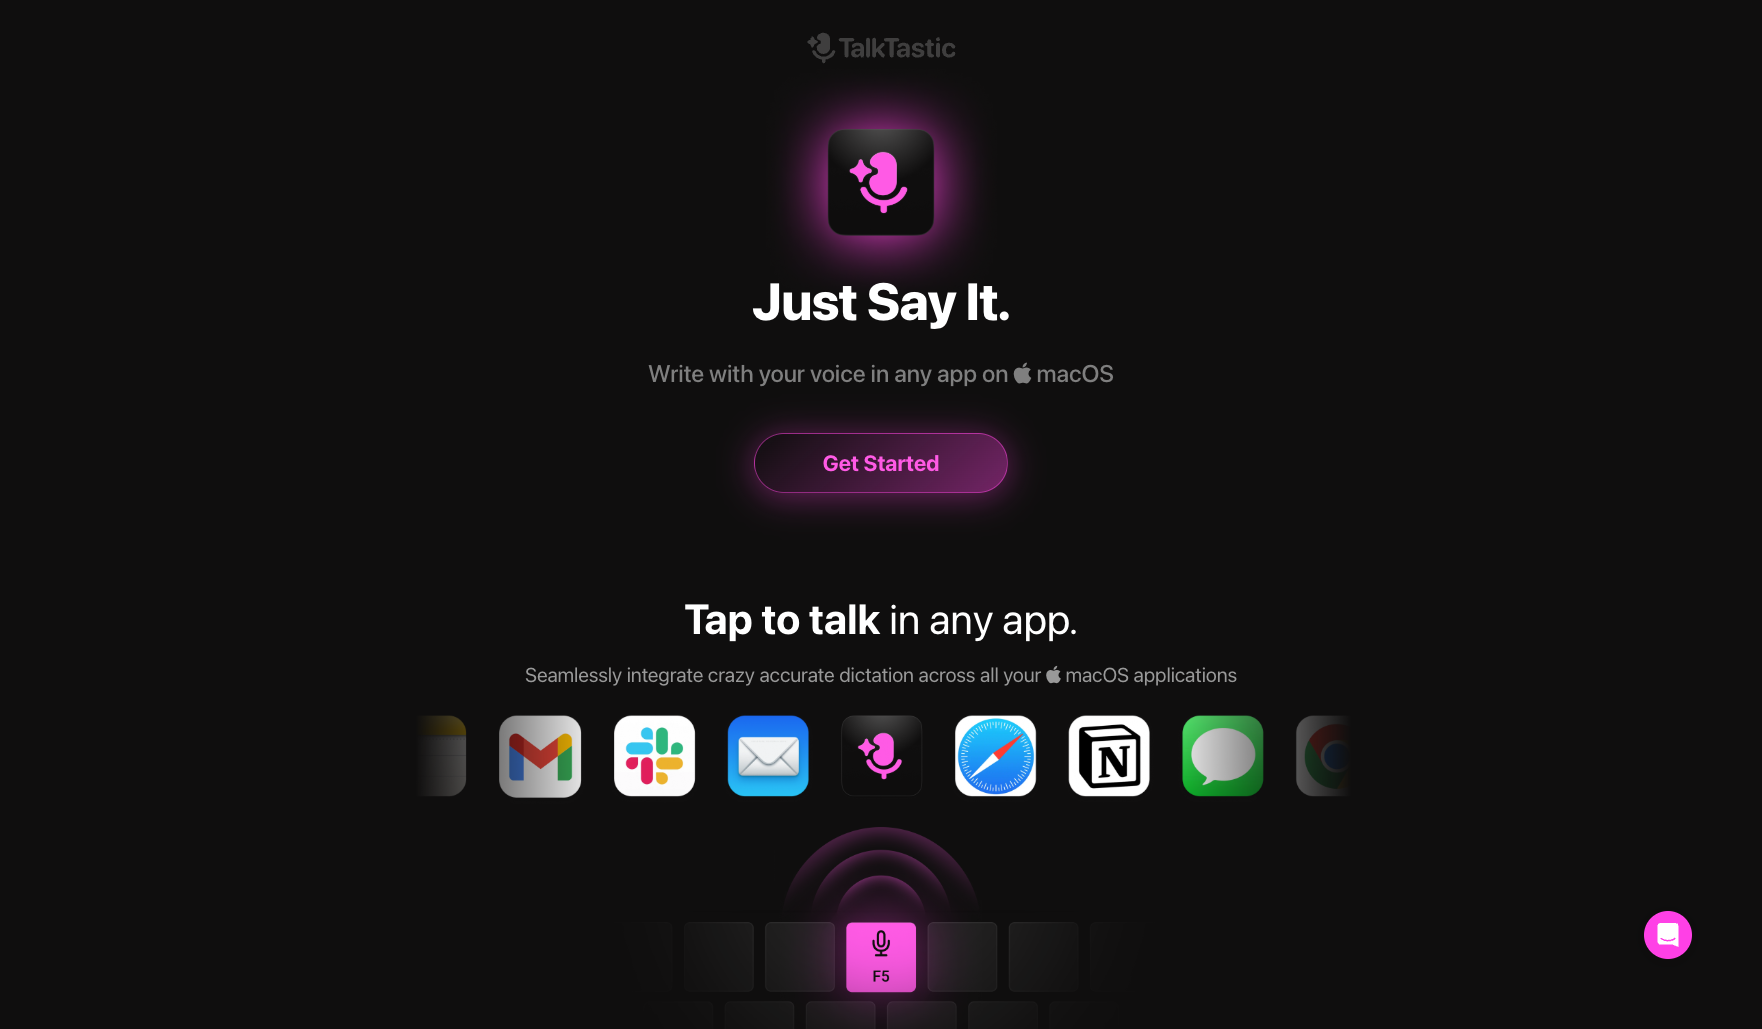 TalkTastic
Just Say It.
Write with your voice in any app on macOS
Get Started
Tap to talk in any app.
Seamlessly integrate crazy accurate dictation across all your macOS applications
N
F5